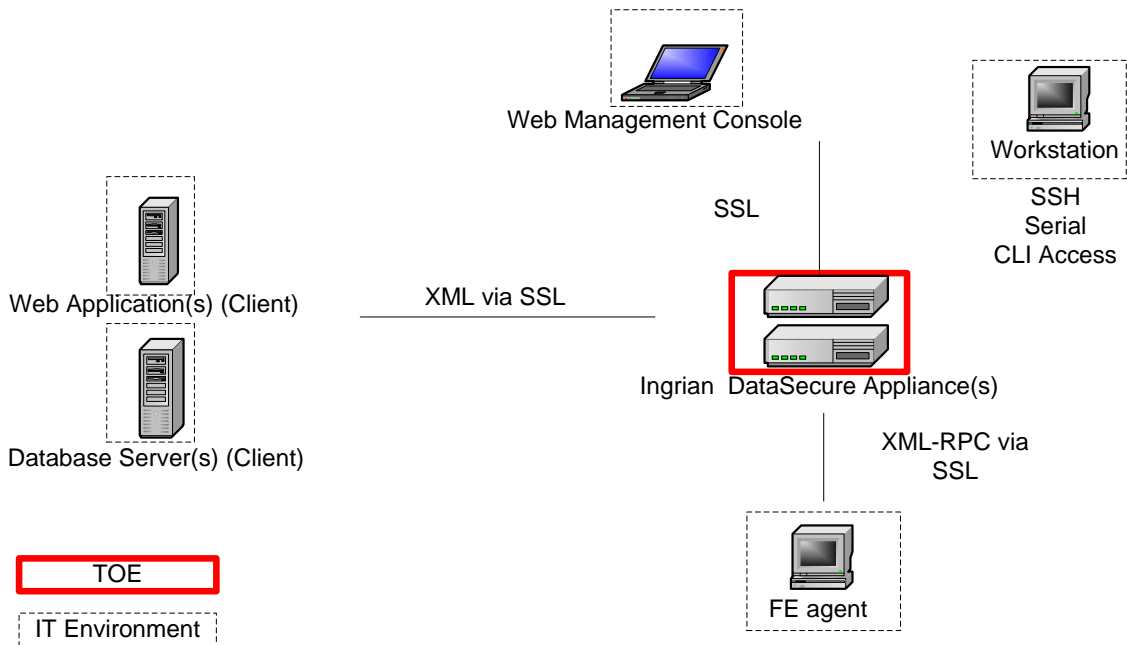 Web Management Console
Workstation
SSH
Serial
CLI Access
SSL
Web Application(s) (Client)
XML via SSL
Ingrian DataSecure Appliance(s)
Database Server(s) (Client)
XML-RPC via
SSL
TOE
FE agent
IT Environment